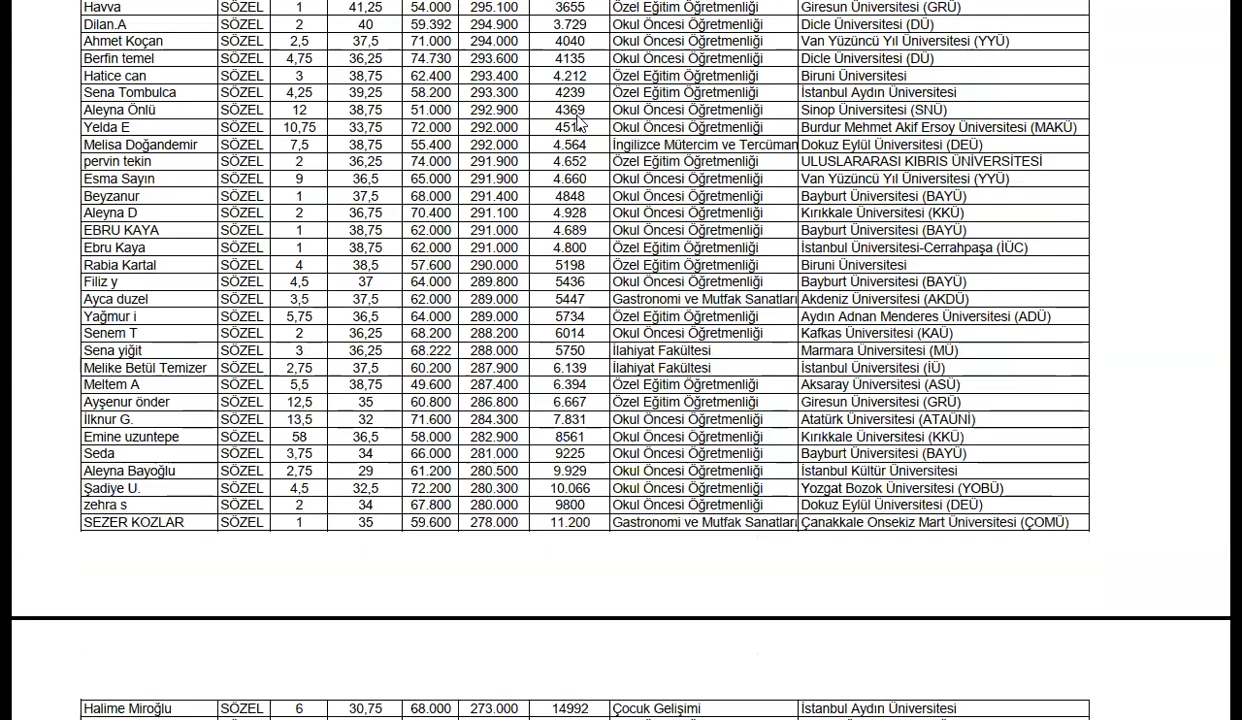 Havva SÖZEL 1 41,25 54.000 295.100 3655 Özel Eğitim Öğretmenliği Giresun Üniversitesi (GRÜ)
Dilan.A SÖZEL 2 40 59.392 294.900 3.729 Okul Öncesi Öğretmenliği Dicle Üniversitesi (DÜ)
Ahmet Koçan SÖZEL 2,5 37,5 71.000 294.000 4040 Okul Öncesi Öğretmenliği Van Yüzüncü Yıl Üniversitesi (YYÜ)
Berfin temel SÖZEL 4,75 36,25 74.730 293.600 4135 Okul Öncesi Öğretmenliği Dicle Üniversitesi (DÜ)
Hatice can SÖZEL 3 38,75 62.400 293.400 4.212 Özel Eğitim Öğretmenliği Biruni Üniversitesi
Sena Tombulca SÖZEL 4,25 39,25 58.200 293.300 4239 Özel Eğitim Öğretmenliği İstanbul Aydın Üniversitesi
Aleyna Önlü SÖZEL 12 38,75 51.000 292.900 4369 Okul Öncesi Öğretmenliği Sinop Üniversitesi (SNÜ)
Yelda E SÖZEL 10,75 33,75 72.000 292.000 Okul Öncesi Öğretmenliği Burdur Mehmet Akif Ersoy Üniversitesi (MAKÜ)
Melisa Doğandemir SÖZEL 7,5 38,75 55.400 292.000 4.564 İngilizce Mütercim ve Tercüman Dokuz Eylül Üniversitesi (DEÜ)
pervin tekin SÖZEL 2 36,25 74.000 291.900 4.652 Özel Eğitim Öğretmenliği ULUSLARARASI KIBRIS ÜNİVERSİTESİ
Esma Sayın SÖZEL 9 36,5 65.000 291.900 4.660 Okul Öncesi Öğretmenliği Van Yüzüncü Yıl Üniversitesi (YYÜ)
Beyzanur SÖZEL 1 37,5 68.000 291.400 4848 Okul Öncesi Öğretmenliği Bayburt Üniversitesi (BAYÜ)
Aleyna D SÖZEL 2 36,75 70.400 291.100 4.928 Okul Öncesi Öğretmenliği Kırıkkale Üniversitesi (KKÜ)
EBRU KAYA SÖZEL 1 38,75 62.000 291.000 4.689 Okul Öncesi Öğretmenliği Bayburt Üniversitesi (BAYÜ)
Ebru Kaya SÖZEL 1 38,75 62.000 291.000 4.800 Özel Eğitim Öğretmenliği İstanbul Üniversitesi-Cerrahpaşa (İÜC)
Rabia Kartal SÖZEL 4 38,5 57.600 290.000 5198 Özel Eğitim Öğretmenliği Biruni Üniversitesi
Filiz y SÖZEL 4,5 37 64.000 289.800 5436 Okul Öncesi Öğretmenliği Bayburt Üniversitesi (BAYÜ)
Ayca duzel SÖZEL 3,5 37,5 62.000 289.000 5447 Gastronomi ve Mutfak Sanatları Akdeniz Üniversitesi (AKDÜ)
Yağmur i SÖZEL 5,75 36,5 64.000 289.000 5734 Özel Eğitim Öğretmenliği Aydın Adnan Menderes Üniversitesi (ADÜ)
Senem T SÖZEL 2 36,25 68.200 288.200 6014 Okul Öncesi Öğretmenliği Kafkas Üniversitesi (KAÜ)
Sena yiğit SÖZEL 3 36,25 68.222 288.000 5750 İlahiyat Fakültesi Marmara Üniversitesi (MÜ)
Melike Betül Temizer SÖZEL 2,75 37,5 60.200 287.900 6.139 İlahiyat Fakültesi İstanbul Üniversitesi (İÜ)
Meltem A SÖZEL 5,5 38,75 49.600 287.400 6.394 Özel Eğitim Öğretmenliği Aksaray Üniversitesi (ASÜ)
Ayşenur önder SÖZEL 12,5 35 60.800 286.800 6.667 Özel Eğitim Öğretmenliği Giresun Üniversitesi (GRÜ)
İlknur G. SÖZEL 13,5 32 71.600 284.300 7.831 Okul Öncesi Öğretmenliği Atatürk Üniversitesi (ATAÜNİ)
Emine uzuntepe SÖZEL 58 36,5 58.000 282.900 8561 Okul Öncesi Öğretmenliği Kırıkkale Üniversitesi (KKÜ)
Seda SÖZEL 3,75 34 66.000 281.000 9225 Okul Öncesi Öğretmenliği Bayburt Üniversitesi (BAYÜ)
Aleyna Bayoğlu SÖZEL 2,75 29 61.200 280.500 9.929 Okul Öncesi Öğretmenliği İstanbul Kültür Üniversitesi
Şadiye U. SÖZEL 4,5 32,5 72.200 280.300 10.066 Okul Öncesi Öğretmenliği Yozgat Bozok Üniversitesi (YOBÜ)
zehra s SÖZEL 2 34 67.800 280.000 9800 Okul Öncesi Öğretmenliği Dokuz Eylül Üniversitesi (DEÜ)
SEZER KOZLAR SÖZEL 1 35 59.600 278.000 11.200 Gastronomi ve Mutfak Sanatları Çanakkale Onsekiz Mart Üniversitesi (ÇOMÜ)
Halime Miroğlu SÖZEL 6 30,75 68.000 273.000 14992 Çocuk Gelişimi İstanbul Aydın Üniversitesi